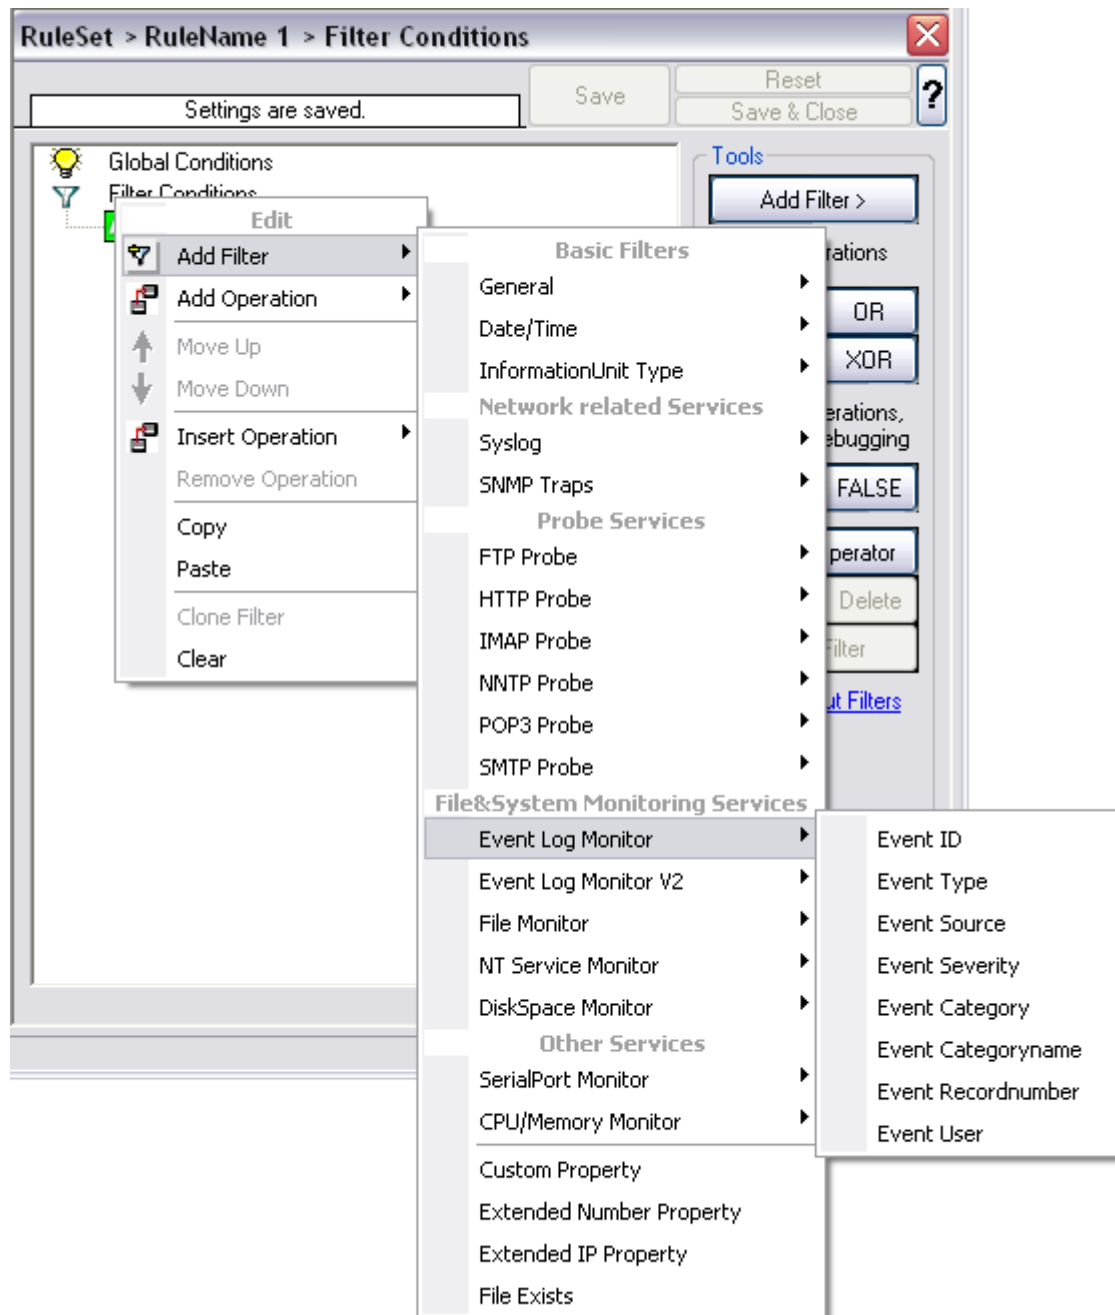 RuleSet > RuleName 1 > Filter Conditions
Settings are saved.
Save
Reset
Save & Close
?
Global Conditions
Filter Conditions
Tools
Add Filter >
OR
XOR
FALSE
Delete
Filters
Edit
Add Filter
Add Operation
Move Up
Move Down
Insert Operation
Remove Operation
Copy
Paste
Clone Filter
Clear
Basic Filters
General
Date/Time
InformationUnit Type
Network related Services
Syslog
SNMP Traps
Probe Services
FTP Probe
HTTP Probe
IMAP Probe
NNTP Probe
POP3 Probe
SMTP Probe
File&System Monitoring Services
Event Log Monitor
Event Log Monitor V2
File Monitor
NT Service Monitor
DiskSpace Monitor
Other Services
SerialPort Monitor
CPU/Memory Monitor
Custom Property
Extended Number Property
Extended IP Property
File Exists
Event ID
Event Type
Event Source
Event Severity
Event Category
Event Categoryname
Event Recordnumber
Event User